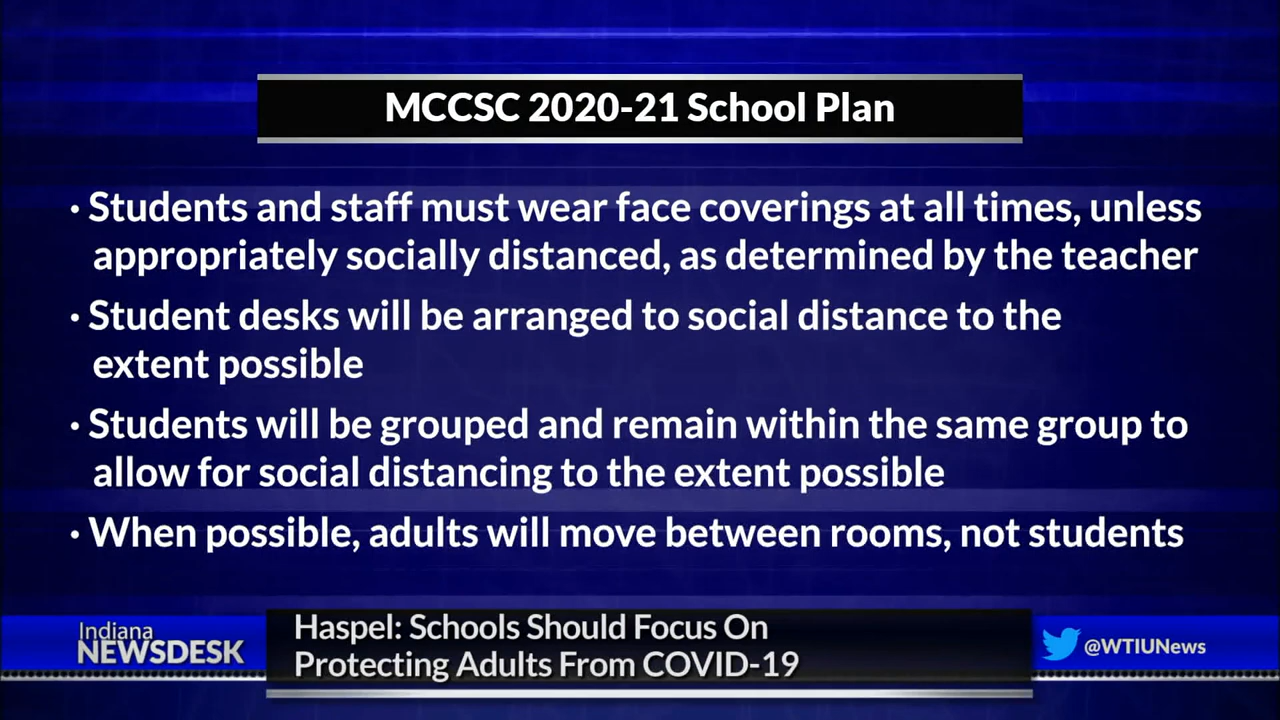 MCCSC 2020-21 School Plan
· Students and staff must wear face coverings at all times, unless
appropriately socially distanced, as determined by the teacher
· Student desks will be arranged to social distance to the
extent possible
· Students will be grouped and remain within the same group to
allow for social distancing to the extent possible
· When possible, adults will move between rooms, not students
Indiana
NEWSDESK
Haspel: Schools Should Focus On
Protecting Adults From COVID-19
@WTIUNews